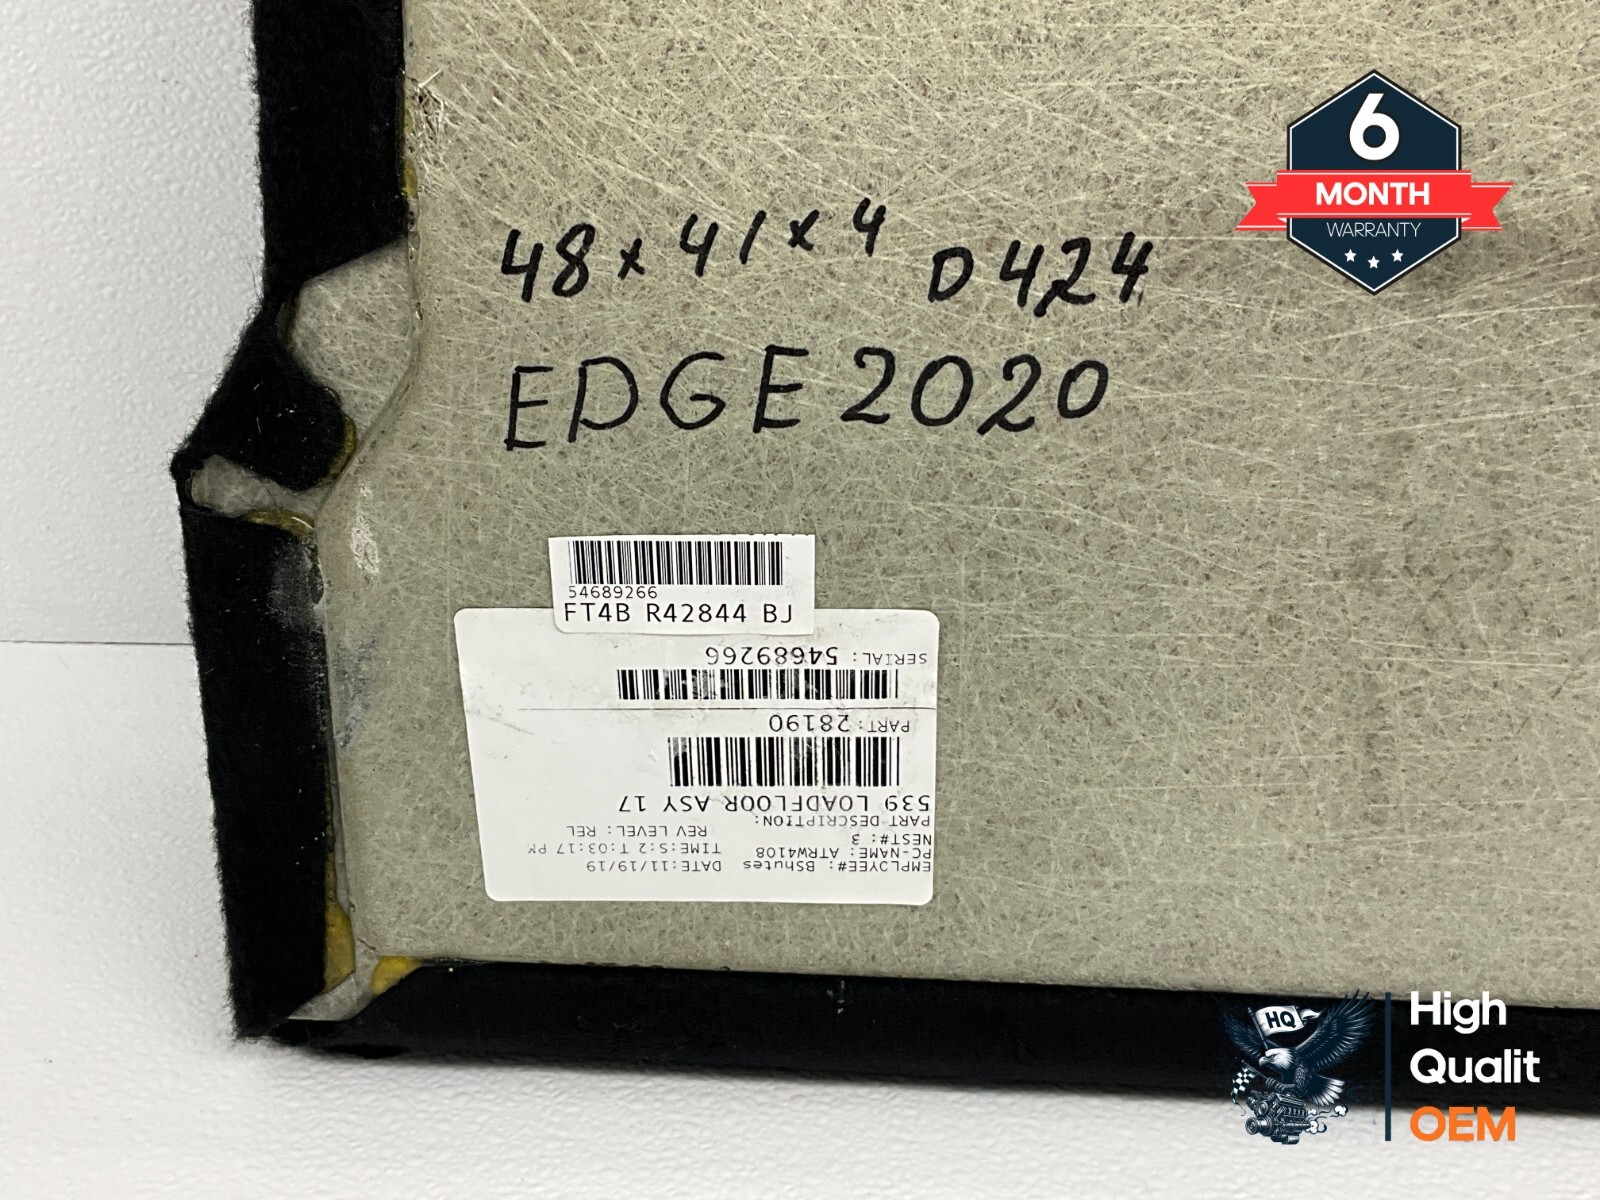 6
MONTH
WARRANTY
48 x 41 x 4 D424
EDGE 2020
54689266
FT4B R42844 BJ
SERIAL: 54689266
PART: 28190
539 LOADFLOOR ASY 17
PART DESCRIPTION:
REV LEVEL: REL
NEST#: 3
TIME:S:2 T:03:17 PM
PC-NAME: ATRW4108
DATE:11/19/19
EMPLOYEE#: BShutes
HQ
High
Qualit
OEM